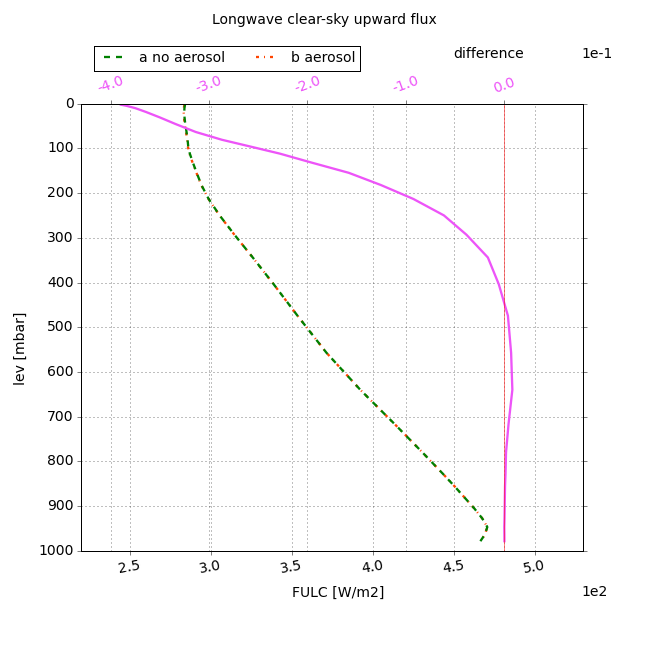 Longwave clear-sky upward flux
a no aerosol
b aerosol
difference
1e-1
-4.0 -3.0 -2.0 -1.0 0.0
0
100
200
300
400
500
600
700
800
900
1000
lev [mbar]
2.5 3.0 3.5 4.0 4.5 5.0
FULC [W/m2]
1e2